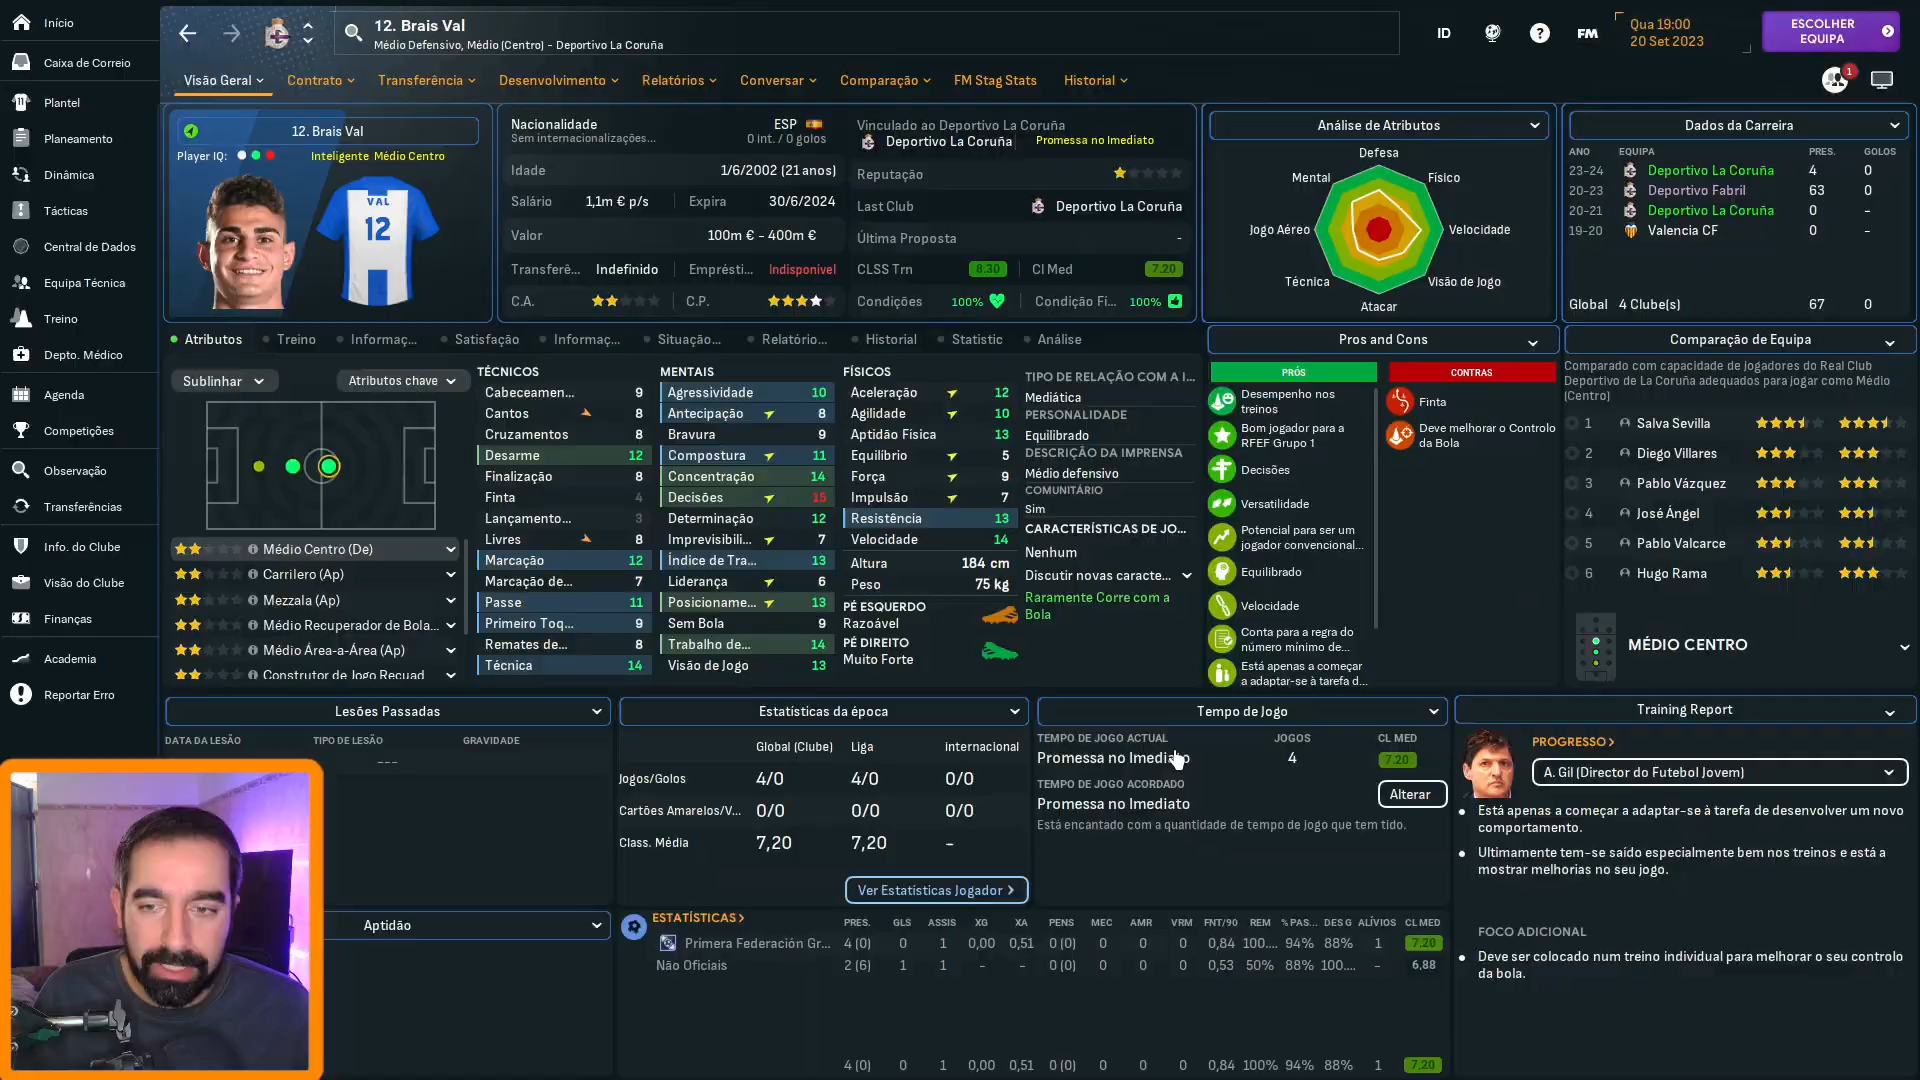 Início
Caixa de Correio
Plantel
Planeamento
Dinâmica
Tácticas
Central de Dados
Equipa Técnica
Treino
Depto. Médico
Agenda
Competições
Observação
Transferências
Info. do Clube
Visão do Clube
Finanças
Academia
Reportar Erro
12. Brais Val
Médio Defensivo, Médio (Centro) - Deportivo La Coruña
ID
FM
Qua 19:00
20 Set 2023
ESCOLHER
EQUIPA
Visão Geral
Contrato
Transferência
Desenvolvimento
Relatórios
Conversar
Comparação
FM Stag Stats
Historial
1
12. Brais Val
Player IQ:
Inteligente Médio Centro
VAL
12
Nacionalidade ESP
Sem internacionalizações... 0 int. / 0 golos
Idade 1/6/2002 (21 anos)
Salário 1,1m € p/s Expira 30/6/2024
Valor 100m € - 400m €
Transferê... Indefinido Emprésti... Indisponível
C.A. C.P.
Vinculado ao Deportivo La Coruña
Deportivo La Coruña Promessa no Imediato
Reputação
Last Club Deportivo La Coruña
Última Proposta -
CLSS Trn 8.30 Cl Med 7.20
Condições 100% Condição Fí... 100%
Análise de Atributos
Defesa
Mental Físico
Jogo Aéreo Velocidade
Técnica Visão de Jogo
Atacar
Dados da Carreira
ANO EQUIPA PRES. GOLOS
23-24 Deportivo La Coruña 4 0
20-23 Deportivo Fabril 63 0
20-21 Deportivo La Coruña 0 -
19-20 Valencia CF 0 -
Global 4 Clube(s) 67 0
Atributos
Treino
Informaç...
Satisfação
Informaç...
Situação...
Relatório...
Historial
Statistic
Análise
Sublinhar
Atributos chave
Médio Centro (De)
Carrilero (Ap)
Mezzala (Ap)
Médio Recuperador de Bola...
Médio Área-a-Área (Ap)
Construtor de Jogo Recuad
TÉCNICOS
Cabeceamen... 9
Cantos 8
Cruzamentos 8
Desarme 12
Finalização 8
Finta 4
Lançamento... 3
Livres 8
Marcação 12
Marcação de... 7
Passe 11
Primeiro Toq... 9
Remates de... 8
Técnica 14
MENTAIS
Agressividade 10
Antecipação 8
Bravura 9
Compostura 11
Concentração 14
Decisões 15
Determinação 12
Imprevisibili... 7
Índice de Tra... 13
Liderança 6
Posicioname... 13
Sem Bola 9
Trabalho de... 14
Visão de Jogo 13
FÍSICOS
Aceleração 12
Agilidade 10
Aptidão Física 13
Equilíbrio 5
Força 9
Impulsão 7
Resistência 13
Velocidade 14
Altura 184 cm
Peso 75 kg
PÉ ESQUERDO
Razoável
PÉ DIREITO
Muito Forte
TIPO DE RELAÇÃO COM A I...
Mediática
PERSONALIDADE
Equilibrado
DESCRIÇÃO DA IMPRENSA
Médio defensivo
COMUNITÁRIO
Sim
CARACTERÍSTICAS DE JO...
Nenhum
Discutir novas caracte...
Raramente Corre com a
Bola
Pros and Cons
PRÓS
Desempenho nos
treinos
Bom jogador para a
RFEF Grupo 1
Decisões
Versatilidade
Potencial para ser um
jogador convencional...
Equilibrado
Velocidade
Conta para a regra do
número mínimo de...
Está apenas a começar
a adaptar-se à tarefa d...
CONTRAS
Finta
Deve melhorar o Controlo
da Bola
Comparação de Equipa
Comparado com capacidade de jogadores do Real Club
Deportivo de La Coruña adequados para jogar como Médio
(Centro)
1 Salva Sevilla
2 Diego Villares
3 Pablo Vázquez
4 José Ángel
5 Pablo Valcarce
6 Hugo Rama
MÉDIO CENTRO
Lesões Passadas
DATA DA LESÃO TIPO DE LESÃO GRAVIDADE
---
Aptidão
Estatísticas da época
Global (Clube) Liga Internacional
Jogos/Golos 4/0 4/0 0/0
Cartões Amarelos/V... 0/0 0/0 0/0
Class. Média 7,20 7,20 -
Ver Estatísticas Jogador
Tempo de Jogo
TEMPO DE JOGO ACTUAL JOGOS CL MED
Promessa no Imediato 4 7.20
TEMPO DE JOGO ACORDADO
Promessa no Imediato
Alterar
Está encantado com a quantidade de tempo de jogo que tem tido.
ESTATÍSTICAS PRES. GLS ASSIS XG XA PENS MEC AMR VRM FNT/90 REM % PAS... DES G ALÍVIOS CL MED
Primera Federación Gr... 4 (0) 0 1 0,00 0,51 0 (0) 0 0 0 0,84 100.... 94% 88% 1 7.20
Não Oficiais 2 (6) 1 1 - - 0 (0) 0 0 0 0,53 50% 88% 100.... - 6,88
4 (0) 0 1 0,00 0,51 0 (0) 0 0 0 0,84 100% 94% 88% 1 7,20
Training Report
PROGRESSO
A. Gil (Director do Futebol Jovem)
Está apenas a começar a adaptar-se à tarefa de desenvolver um novo
comportamento.
Ultimamente tem-se saído especialmente bem nos treinos e está a
mostrar melhorias no seu jogo.
FOCO ADICIONAL
Deve ser colocado num treino individual para melhorar o seu controlo
da bola.